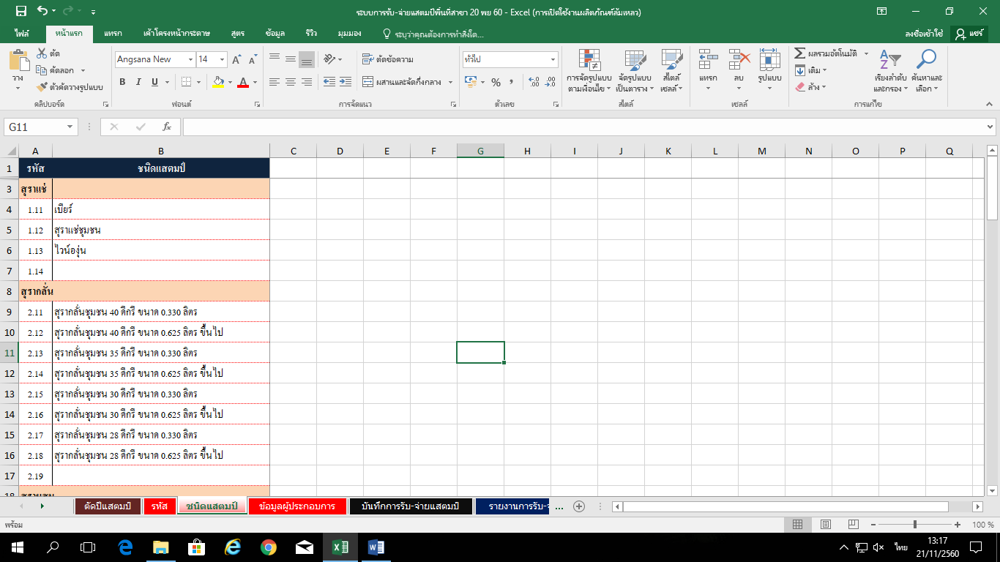 ระบบการรับ-จ่ายแสตมป์พื้นที่สาขา 20 พย 60 - Excel (การเปิดใช้งานผลิตภัณฑ์ล้มเหลว)
ไฟล์ หน้าแรก แทรก เค้าโครงหน้ากระดาษ สูตร ข้อมูล รีวิว มุมมอง ระบุว่าคุณต้องการทำสิ่งใด... ลงชื่อเข้าใช้ แชร์
วาง ตัด คัดลอก ตัวคัดวางรูปแบบ
คลิปบอร์ด
Angsana New 14
B I U
ฟอนต์
ตัดข้อความ
ผสานและจัดกึ่งกลาง
การจัดแนว
ทั่วไป
ตัวเลข
การจัดรูปแบบตามเงื่อนไข จัดรูปแบบเป็นตาราง สไตล์เซลล์
สไตล์
แทรก ลบ รูปแบบ
เซลล์
ผลรวมอัตโนมัติ
เติม
ล้าง
เรียงลำดับและกรอง ค้นหาและเลือก
การแก้ไข
G11 fx
A B C D E F G H I J K L M N O P Q
1 รหัส ชนิดแสตมป์
3 สุราแช่
4 1.11 เบียร์
5 1.12 สุราแช่ชุมชน
6 1.13 ไวน์องุ่น
7 1.14
8 สุรากลั่น
9 2.11 สุรากลั่นชุมชน 40 ดีกรี ขนาด 0.330 ลิตร
10 2.12 สุรากลั่นชุมชน 40 ดีกรี ขนาด 0.625 ลิตร ขึ้นไป
11 2.13 สุรากลั่นชุมชน 35 ดีกรี ขนาด 0.330 ลิตร
12 2.14 สุรากลั่นชุมชน 35 ดีกรี ขนาด 0.625 ลิตร ขึ้นไป
13 2.15 สุรากลั่นชุมชน 30 ดีกรี ขนาด 0.330 ลิตร
14 2.16 สุรากลั่นชุมชน 30 ดีกรี ขนาด 0.625 ลิตร ขึ้นไป
15 2.17 สุรากลั่นชุมชน 28 ดีกรี ขนาด 0.330 ลิตร
16 2.18 สุรากลั่นชุมชน 28 ดีกรี ขนาด 0.625 ลิตร ขึ้นไป
17 2.19
18
ตัดปีแสตมป์ รหัส ชนิดแสตมป์ ข้อมูลผู้ประกอบการ บันทึกการรับ-จ่ายแสตมป์ รายงานการรับ- ...
พร้อม 100 %
ไทย 13:17
21/11/2560